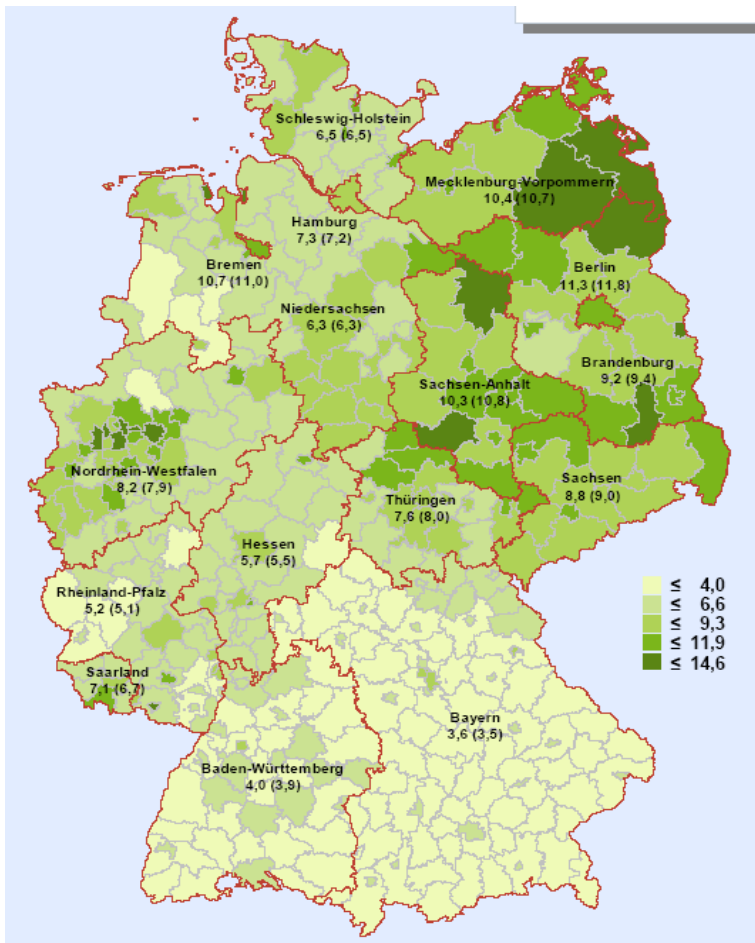 Schleswig-Holstein
6,5 (6,5)
Mecklenburg-Vorpommern
10,4 (10,7)
Hamburg
7,3 (7,2)
Bremen
10,7 (11,0)
Berlin
11,3 (11,8)
Niedersachsen
6,3 (6,3)
Brandenburg
9,2 (9,4)
Sachsen-Anhalt
10,3 (10,8)
Nordrhein-Westfalen
8,2 (7,9)
Sachsen
8,8 (9,0)
Thüringen
7,6 (8,0)
Hessen
5,7 (5,5)
Rheinland-Pfalz
5,2 (5,1)
Saarland
7,1 (6,7)
Bayern
3,6 (3,5)
Baden-Württemberg
4,0 (3,9)
≤ 4,0
≤ 6,6
≤ 9,3
≤ 11,9
≤ 14,6